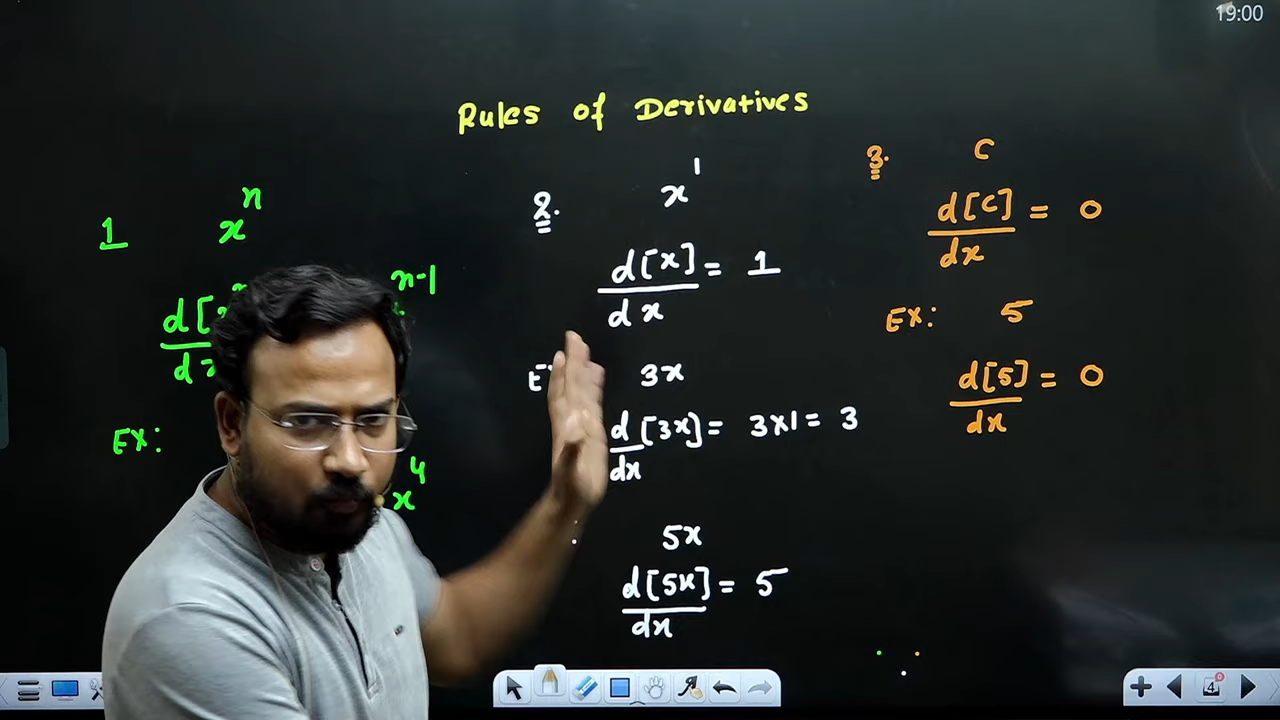 19:00
Rules of Derivatives
1
x^n
d[
n-1
EX:
x^4
2.
x^1
d[x] = 1
dx
3x
d [3x] = 3x1 = 3
dx
5x
d[5x] = 5
dx
3.
C
d[C] = 0
dx
EX: 5
d[5] = 0
dx
4